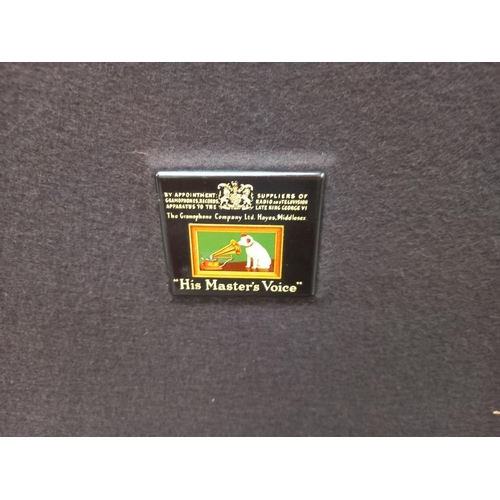 BY APPOINTMENT: SUPPLIERS OF
GRAMOPHONES, RECORDS, RADIO AND TELEVISION
APPARATUS TO THE LATE KING GEORGE VI
The Gramophone Company Ltd. Hayes, Middlesex
"His Master's Voice"